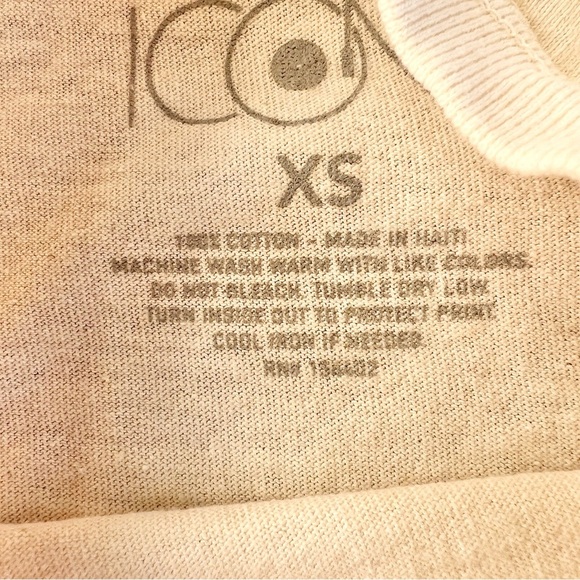 ICON
XS
100% COTTON - MADE IN HAITI
MACHINE WASH WARM WITH LIKE COLORS.
DO NOT BLEACH. TUMBLE DRY LOW.
TURN INSIDE OUT TO PROTECT PRINT.
COOL IRON IF NEEDED.
RN#